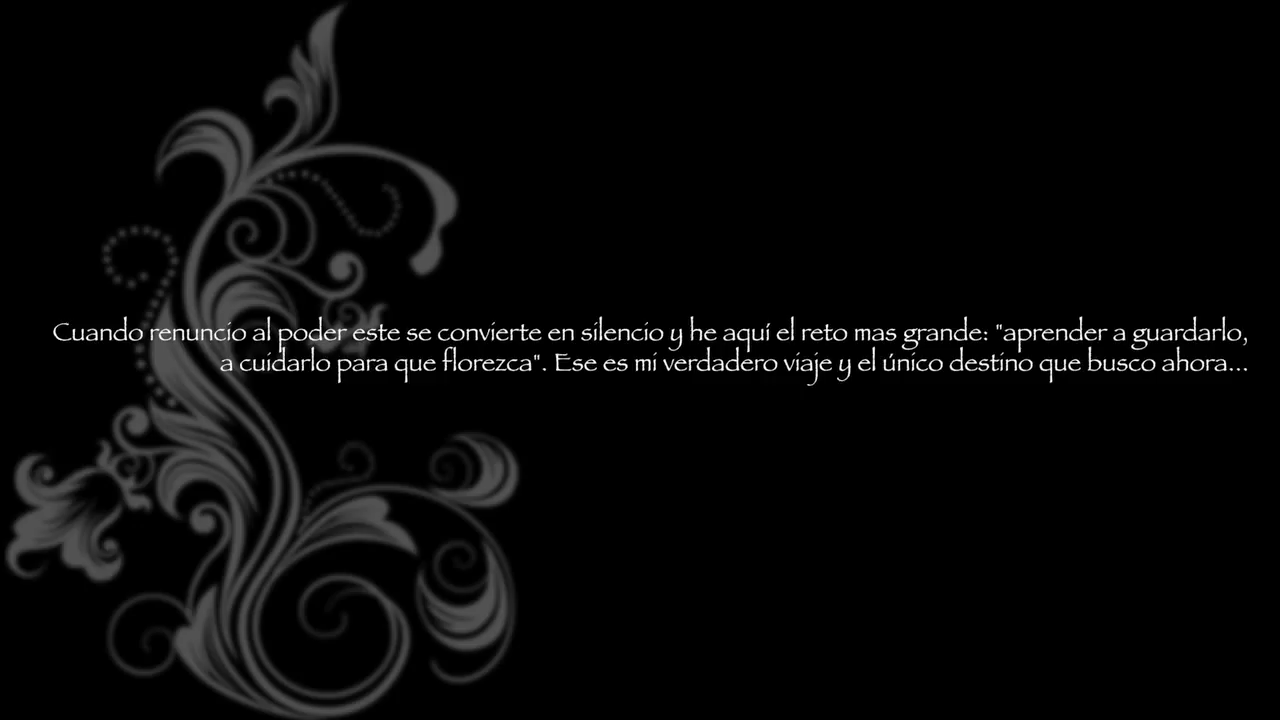 Cuando renuncio al poder este se convierte en silencio y he aquí el reto mas grande: "aprender a guardarlo,
a cuidarlo para que florezca". Ese es mi verdadero viaje y el único destino que busco ahora...